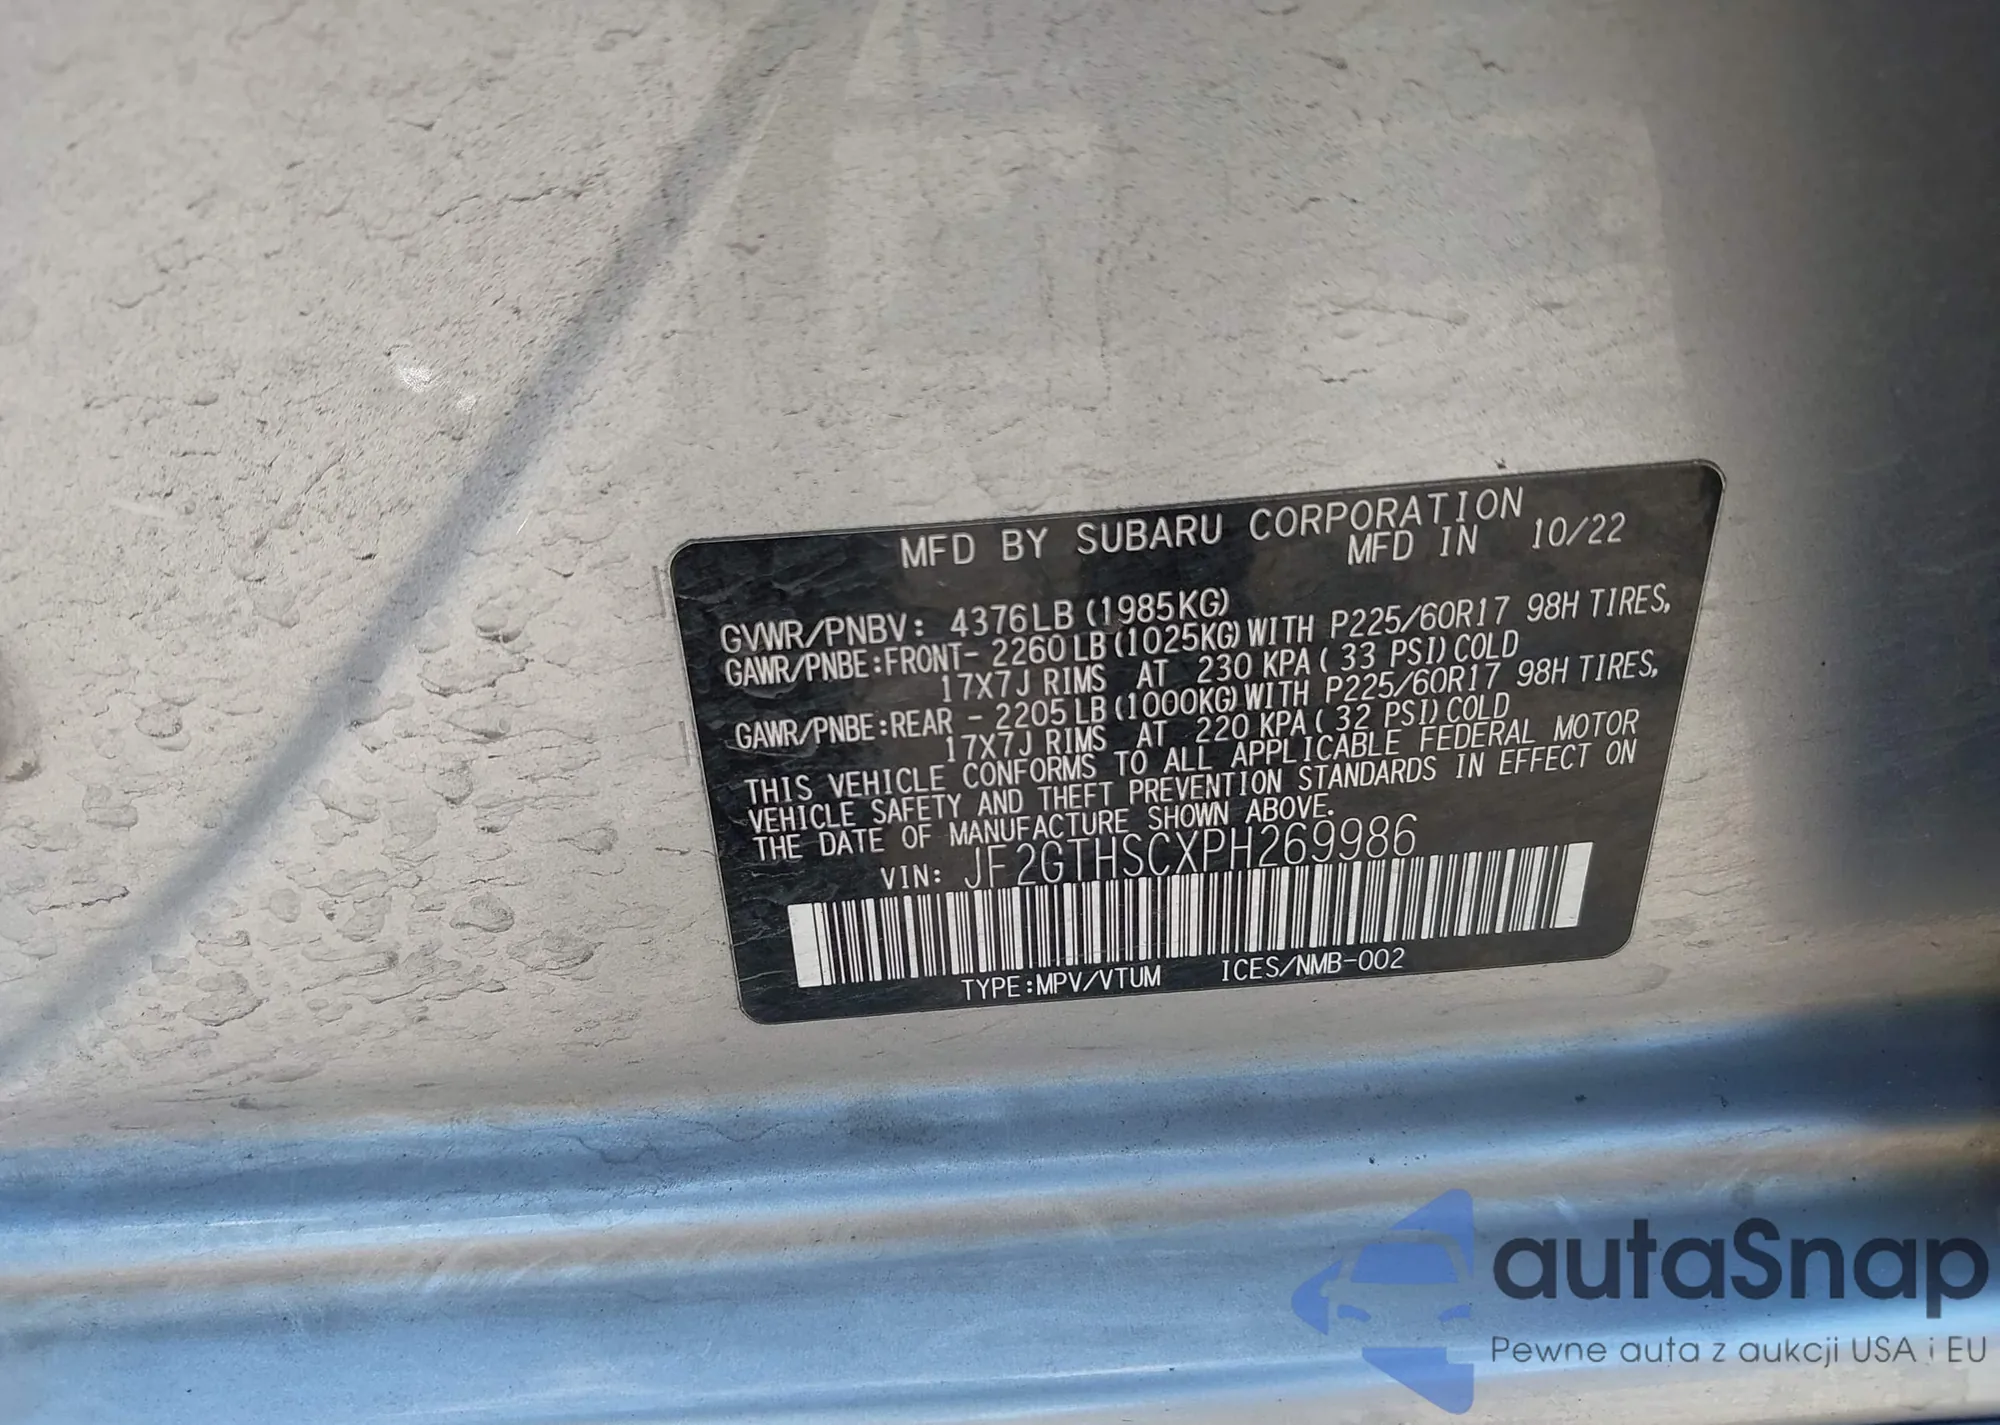 MFD BY SUBARU CORPORATION
MFD IN 10/22
GVWR/PNBV: 4376LB (1985KG)
GAWR/PNBE:FRONT- 2260LB (1025KG) WITH P225/60R17 98H TIRES,
17X7J RIMS AT 230 KPA ( 33 PSI) COLD
GAWR/PNBE:REAR - 2205LB (1000KG) WITH P225/60R17 98H TIRES,
17X7J RIMS AT 220 KPA ( 32 PSI) COLD
THIS VEHICLE CONFORMS TO ALL APPLICABLE FEDERAL MOTOR
VEHICLE SAFETY AND THEFT PREVENTION STANDARDS IN EFFECT ON
THE DATE OF MANUFACTURE SHOWN ABOVE.
VIN: JF2GTHSCXPH269986
TYPE:MPV/VTUM ICES/NMB-002
autaSnap
Pewne auta z aukcji USA i EU